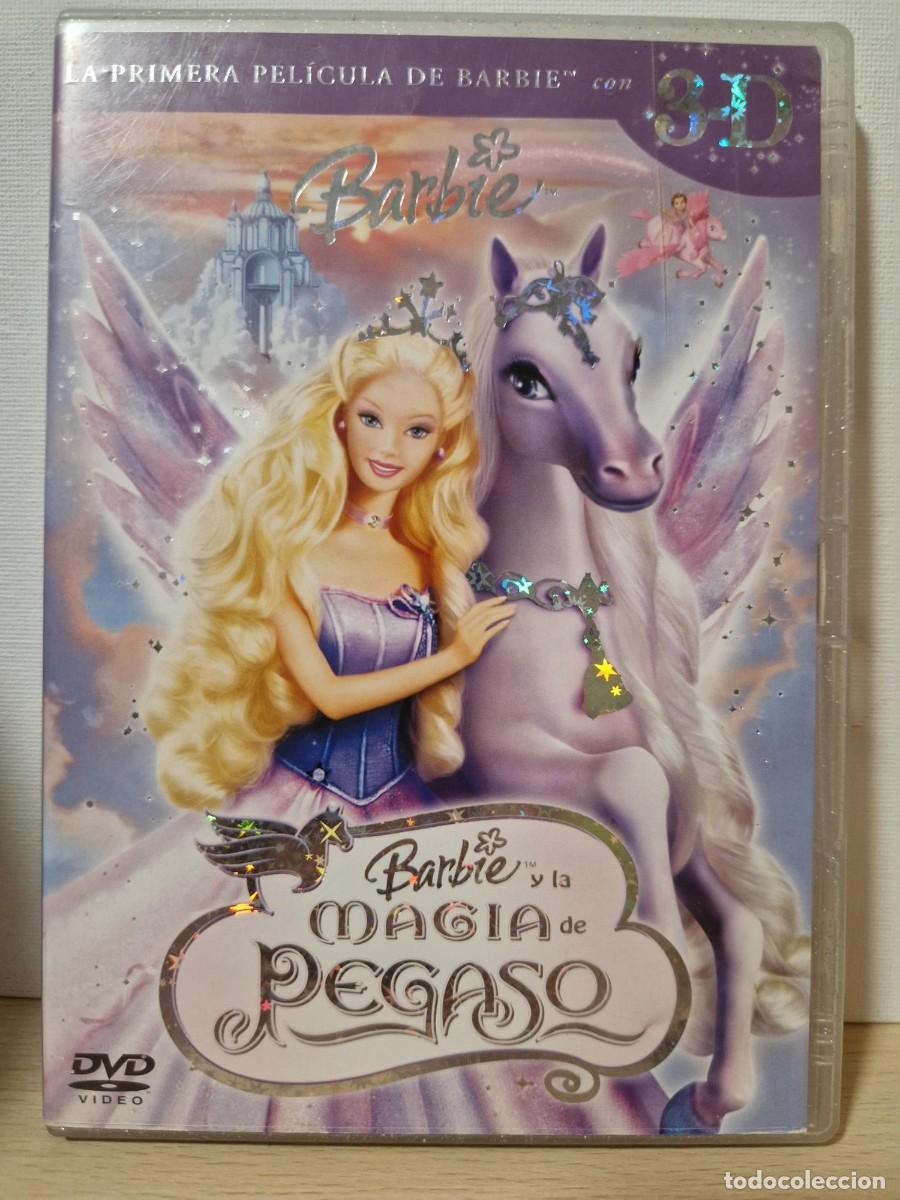 LA PRIMERA PELÍCULA DE BARBIE™ con 3-D
Barbie™
Barbie™ y la
MAGIA de
PEGASO
DVD
VIDEO
todocoleccion